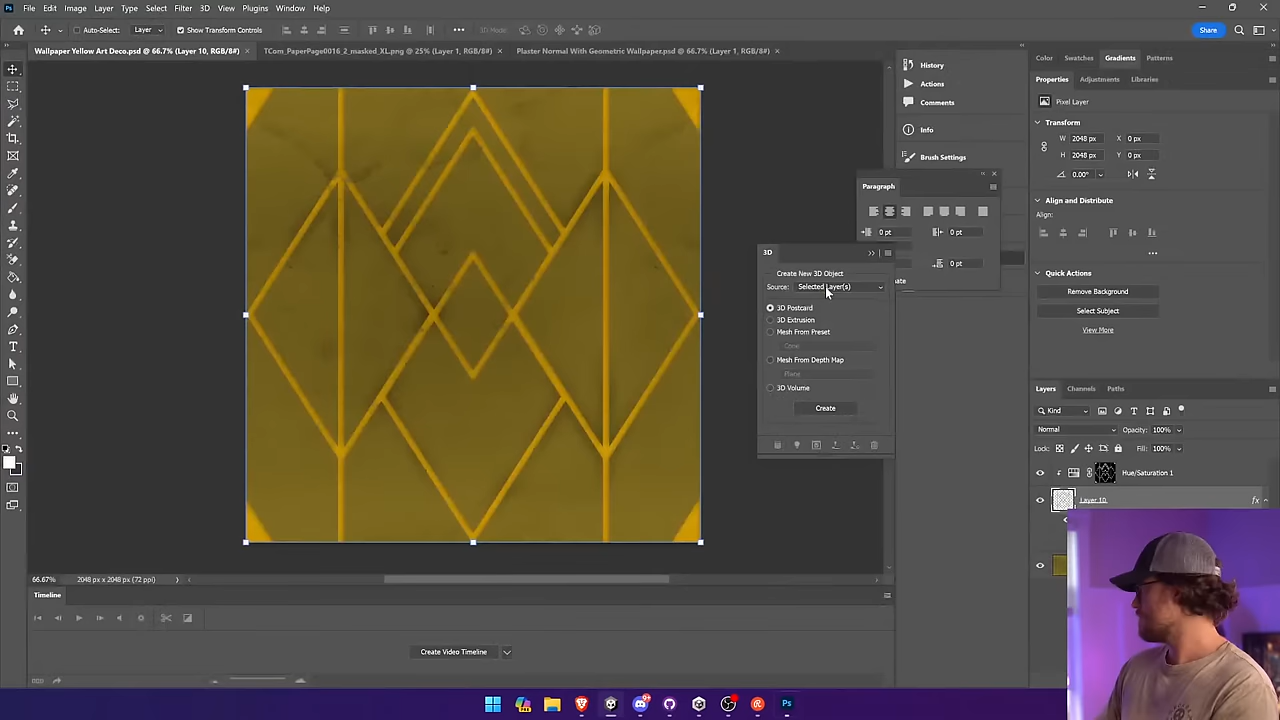 File Edit Image Layer Type Select Filter 3D View Plugins Window Help
Auto-Select: Layer Show Transform Controls 3D Mode: Share
Wallpaper Yellow Art Deco.psd @ 66.7% (Layer 10, RGB/8#) × TCom_PaperPage0016_2_masked_XL.png @ 25% (Layer 1, RGB/8#) × Plaster Normal With Geometric Wallpaper.psd @ 66.7% (Layer 1, RGB/8#) ×
History
Actions
Comments
Info
Brush Settings
Paragraph
0 pt 0 pt
0 pt
3D
Create New 3D Object
Source: Selected Layer(s)
3D Postcard
3D Extrusion
Mesh From Preset
Cone
Mesh From Depth Map
Plane
3D Volume
Create
Color Swatches Gradients Patterns
Properties Adjustments Libraries
Pixel Layer
Transform
W 2048 px X 0 px
H 2048 px Y 0 px
0.00°
Align and Distribute
Align:
Quick Actions
Remove Background
Select Subject
View More
Layers Channels Paths
Kind
Normal Opacity: 100%
Lock: Fill: 100%
Hue/Saturation 1
Layer 10 fx
66.67% 2048 px x 2048 px (72 ppi)
Timeline
Create Video Timeline
Ps